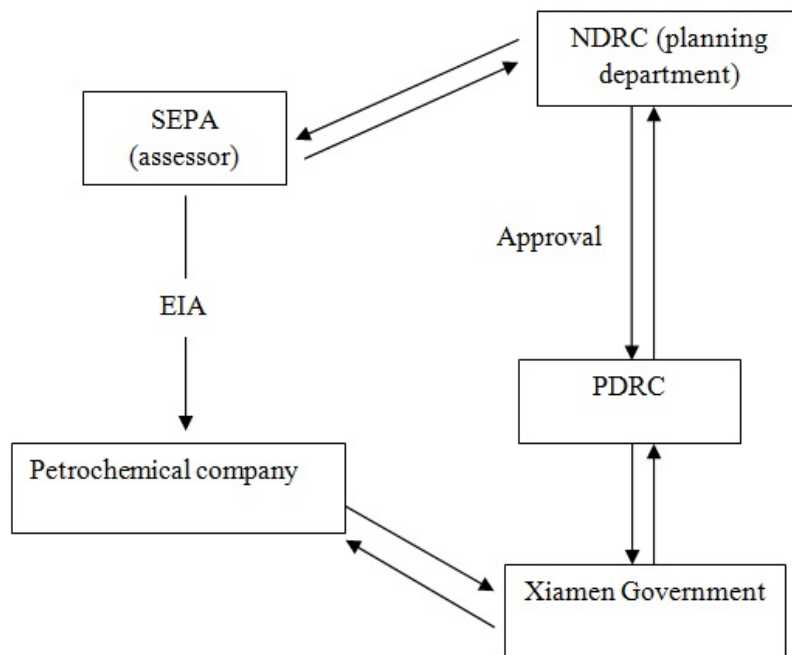 NDRC (planning
department)
SEPA
(assessor)
Approval
EIA
PDRC
Petrochemical company
Xiamen Government